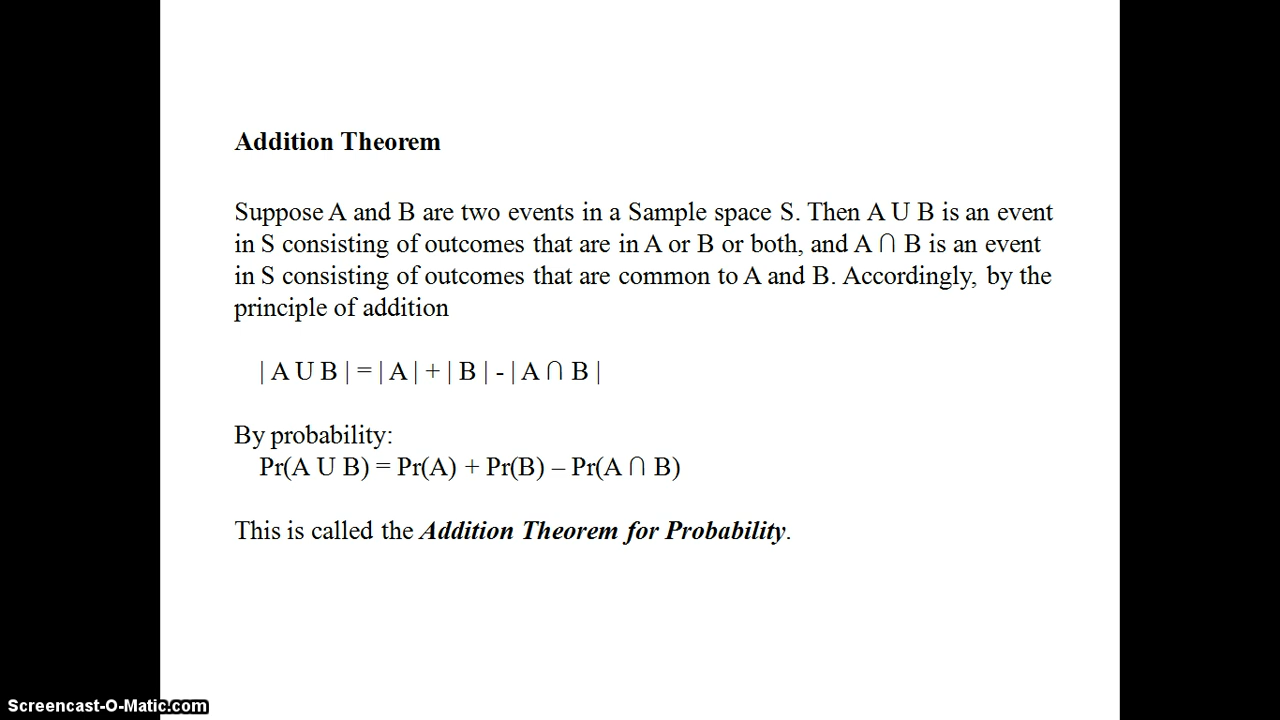 Addition Theorem
Suppose A and B are two events in a Sample space S. Then A U B is an event
in S consisting of outcomes that are in A or B or both, and A ∩ B is an event
in S consisting of outcomes that are common to A and B. Accordingly, by the
principle of addition
| A U B | = | A | + | B | - | A ∩ B |
By probability:
Pr(A U B) = Pr(A) + Pr(B) – Pr(A ∩ B)
This is called the Addition Theorem for Probability.
Screencast-O-Matic.com